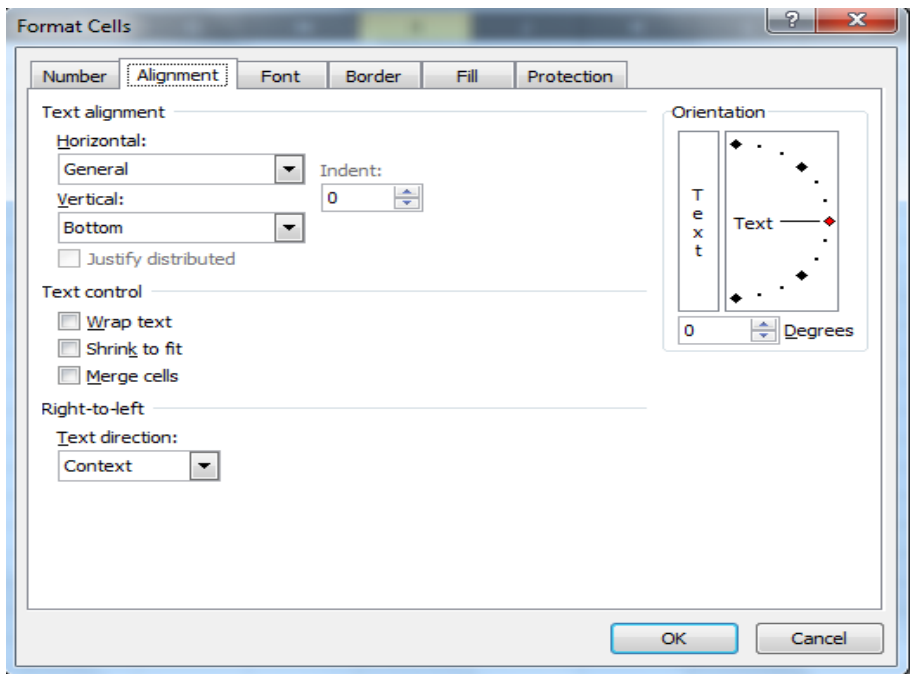 Format Cells
?
Number Alignment Font Border Fill Protection
Text alignment
Horizontal:
General
Indent:
0
Vertical:
Bottom
Justify distributed
Text control
Wrap text
Shrink to fit
Merge cells
Right-to-left
Text direction:
Context
Orientation
Text
Text
0 Degrees
OK Cancel